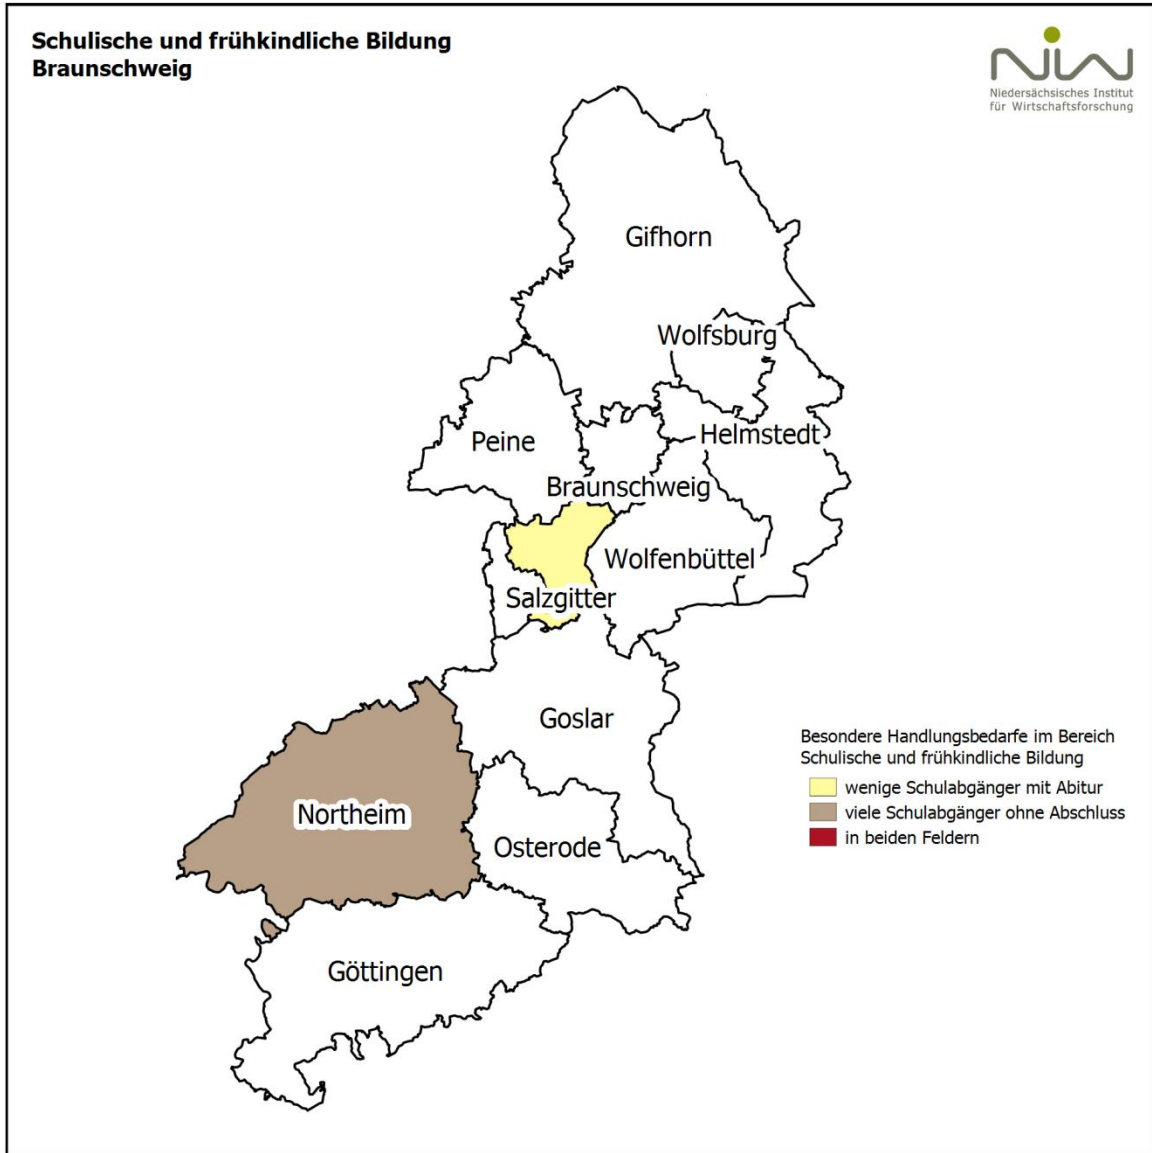 Schulische und frühkindliche Bildung
Braunschweig
NIW
Niedersächsisches Institut
für Wirtschaftsforschung
Gifhorn
Wolfsburg
Helmstedt
Peine
Braunschweig
Wolfenbüttel
Salzgitter
Goslar
Northeim
Osterode
Göttingen
Besondere Handlungsbedarfe im Bereich
Schulische und frühkindliche Bildung
wenige Schulabgänger mit Abitur
viele Schulabgänger ohne Abschluss
in beiden Feldern